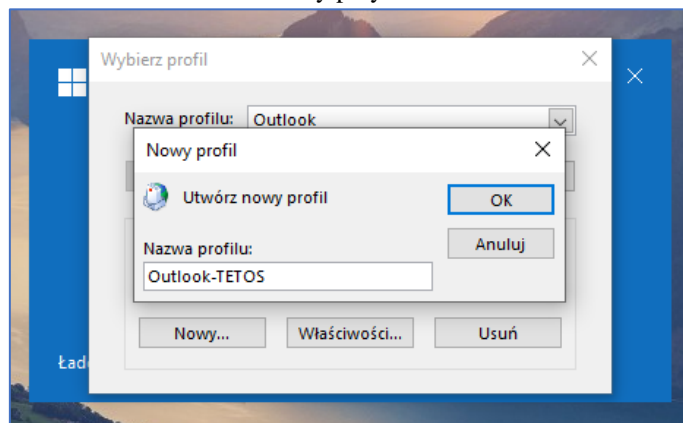 Wybierz profil
Nazwa profilu: Outlook
Nowy profil
Utwórz nowy profil
OK
Nazwa profilu:
Anuluj
Outlook-TETOS
Nowy... Właściwości... Usuń